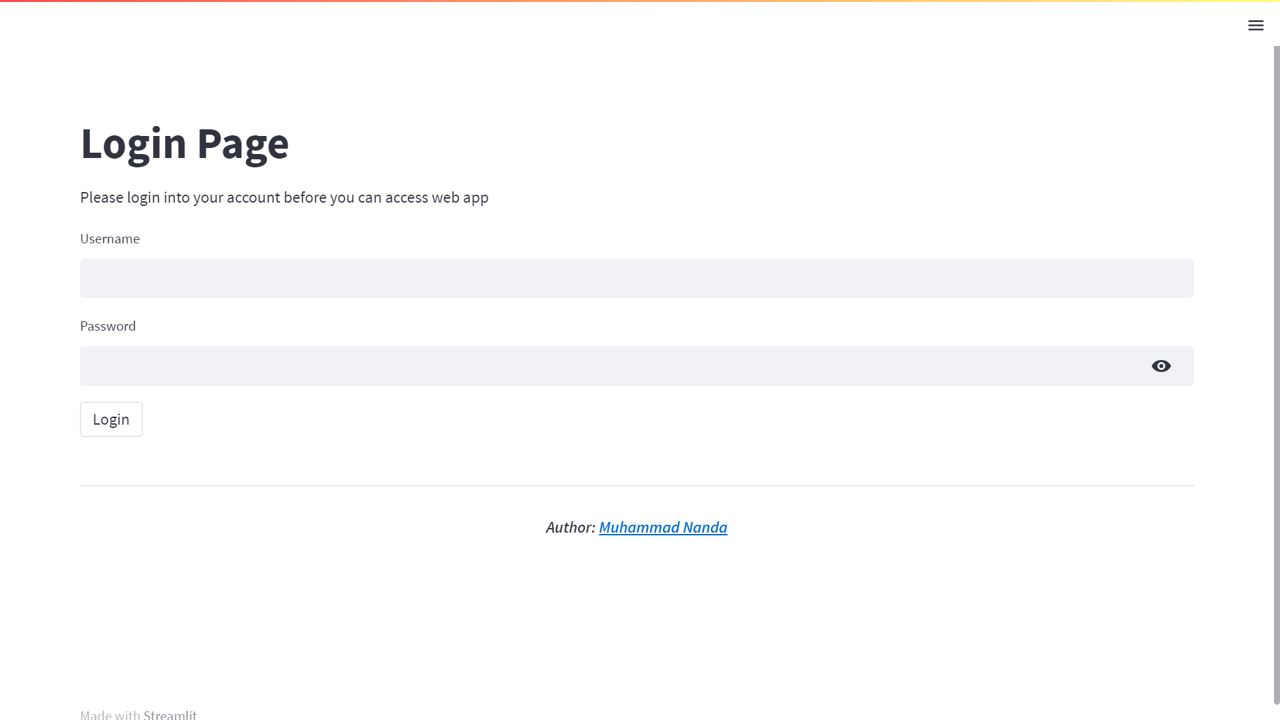 Login Page
Please login into your account before you can access web app
Username
Password
Login
Author: Muhammad Nanda
Made with Streamlit